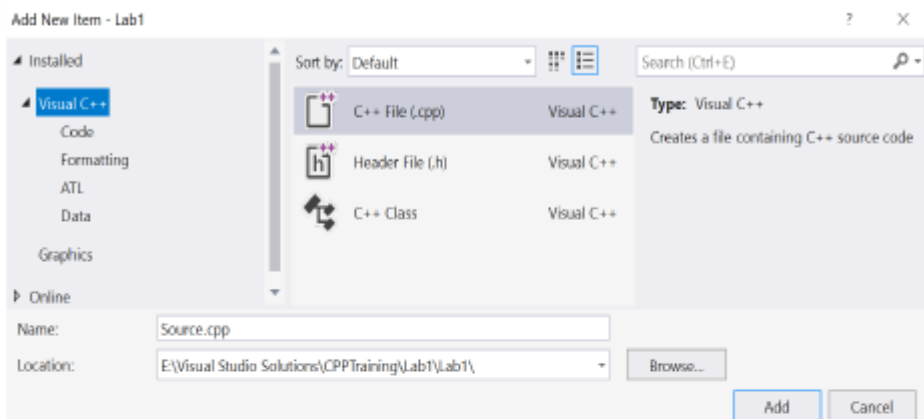 Add New Item - Lab1
? ×
Installed
Visual C++
Code
Formatting
ATL
Data
Graphics
Online
Sort by: Default
C++ File (.cpp) Visual C++
Header File (.h) Visual C++
C++ Class Visual C++
Search (Ctrl+E)
Type: Visual C++
Creates a file containing C++ source code
Name: Source.cpp
Location: E:\Visual Studio Solutions\CPPTraining\Lab1\Lab1\
Browse...
Add Cancel